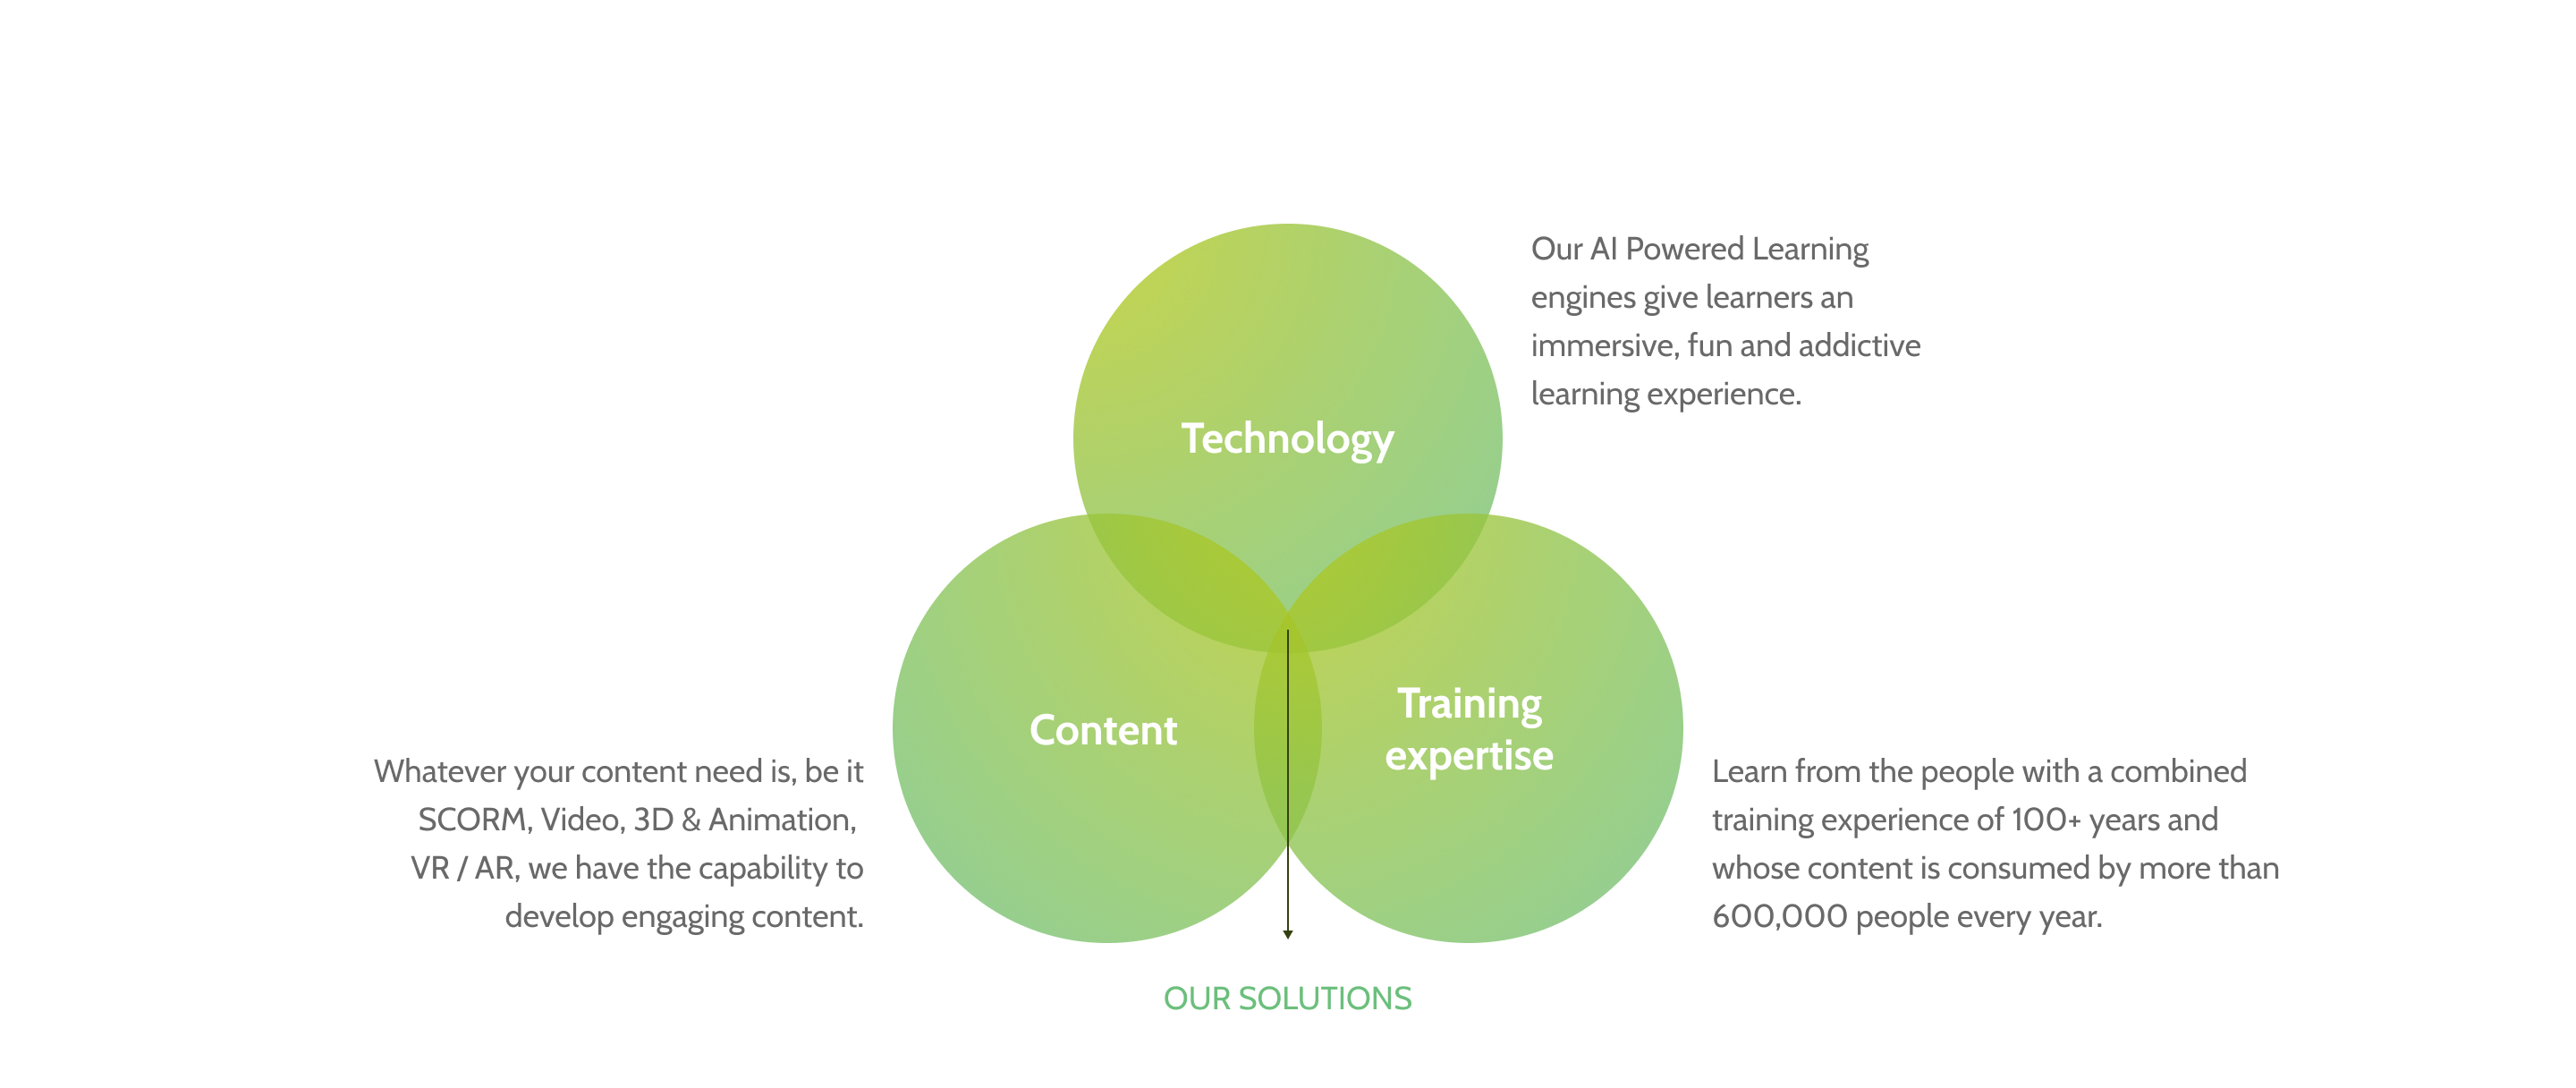 Our AI Powered Learning
engines give learners an
immersive, fun and addictive
learning experience.
Technology
Content
Training
expertise
Whatever your content need is, be it
SCORM, Video, 3D & Animation,
VR / AR, we have the capability to
develop engaging content.
Learn from the people with a combined
training experience of 100+ years and
whose content is consumed by more than
600,000 people every year.
OUR SOLUTIONS